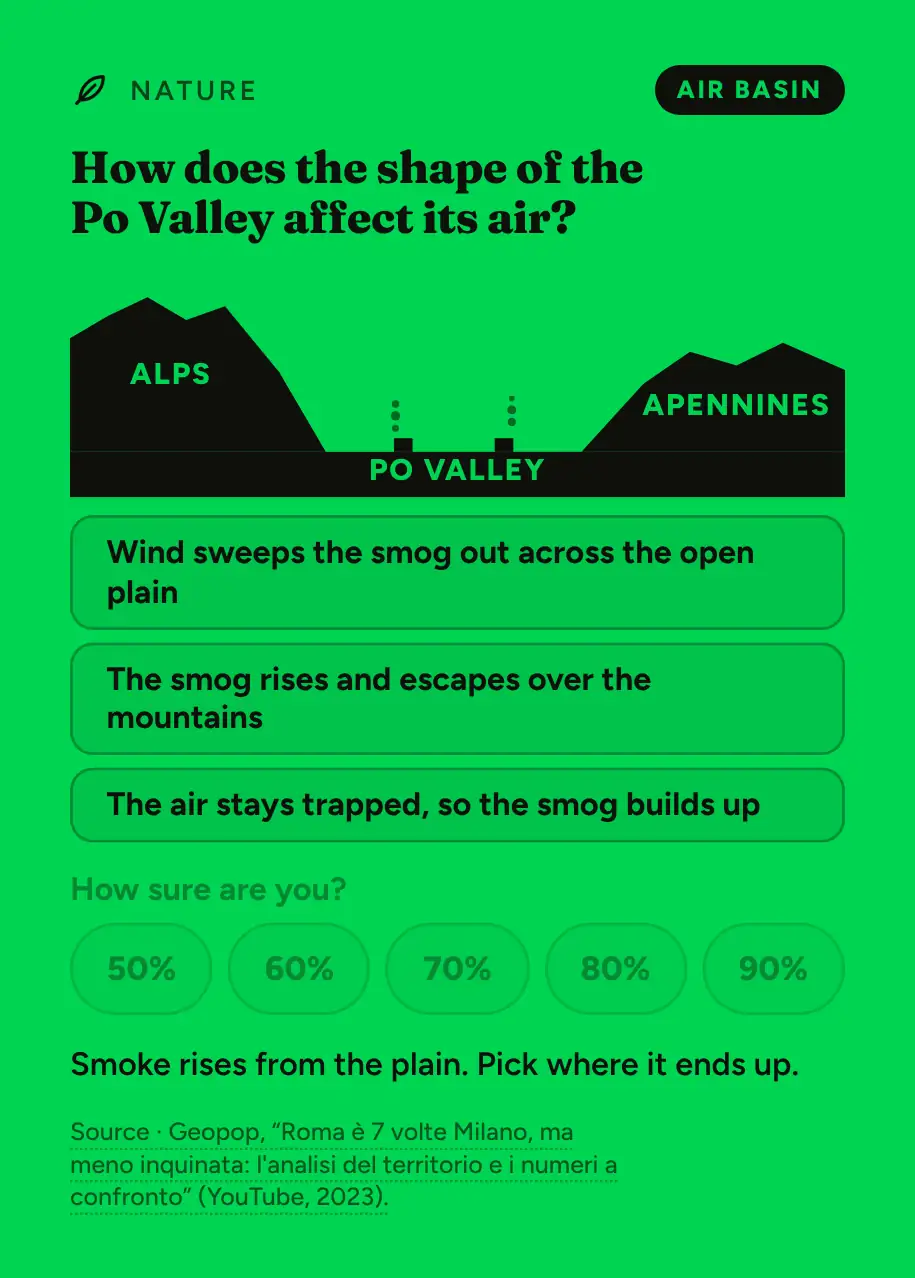 NATURE
AIR BASIN
How does the shape of the
Po Valley affect its air?
ALPS
APENNINES
PO VALLEY
Wind sweeps the smog out across the open
plain
The smog rises and escapes over the
mountains
The air stays trapped, so the smog builds up
How sure are you?
50%
60%
70%
80%
90%
Smoke rises from the plain. Pick where it ends up.
Source · Geopop, “Roma è 7 volte Milano, ma
meno inquinata: l'analisi del territorio e i numeri a
confronto” (YouTube, 2023).